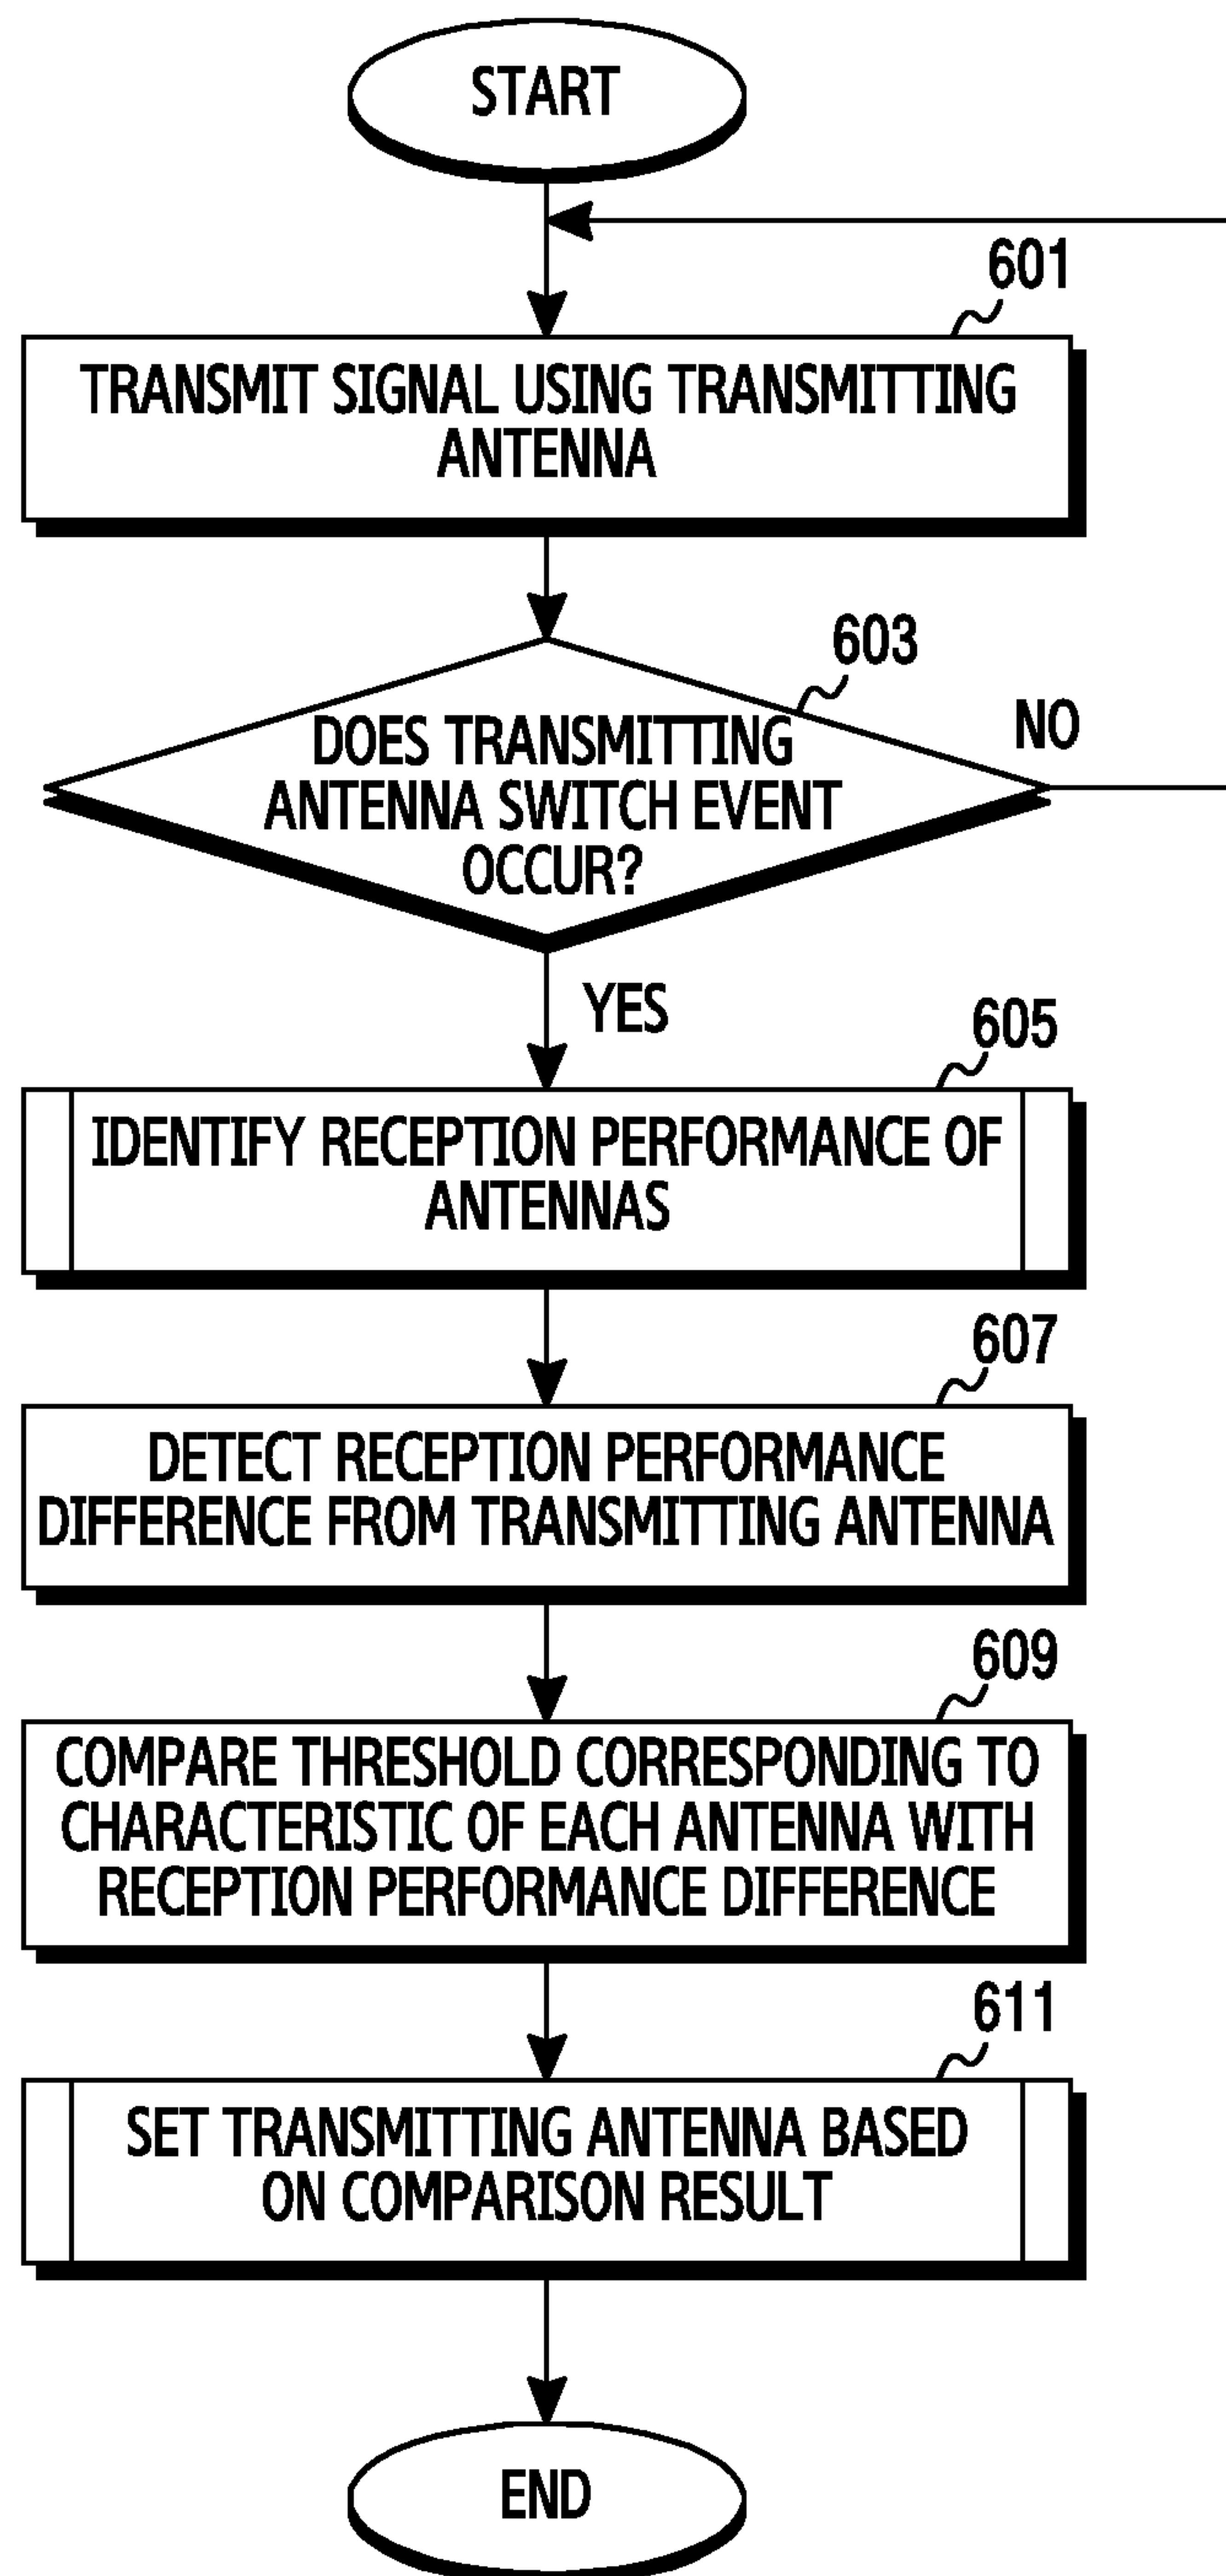 START
601
TRANSMIT SIGNAL USING TRANSMITTING
ANTENNA
603
DOES TRANSMITTING
ANTENNA SWITCH EVENT
OCCUR?
NO
YES
605
IDENTIFY RECEPTION PERFORMANCE OF
ANTENNAS
607
DETECT RECEPTION PERFORMANCE
DIFFERENCE FROM TRANSMITTING ANTENNA
609
COMPARE THRESHOLD CORRESPONDING TO
CHARACTERISTIC OF EACH ANTENNA WITH
RECEPTION PERFORMANCE DIFFERENCE
611
SET TRANSMITTING ANTENNA BASED
ON COMPARISON RESULT
END